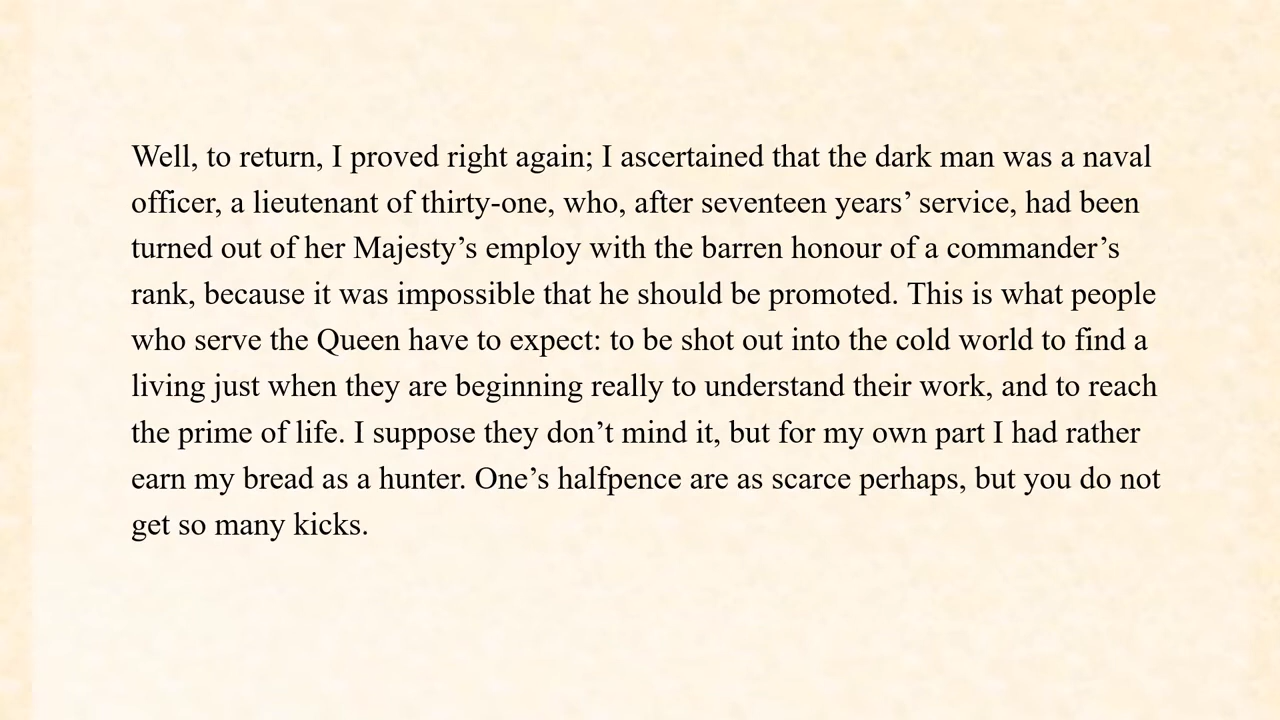 Well, to return, I proved right again; I ascertained that the dark man was a naval
officer, a lieutenant of thirty-one, who, after seventeen years’ service, had been
turned out of her Majesty’s employ with the barren honour of a commander’s
rank, because it was impossible that he should be promoted. This is what people
who serve the Queen have to expect: to be shot out into the cold world to find a
living just when they are beginning really to understand their work, and to reach
the prime of life. I suppose they don’t mind it, but for my own part I had rather
earn my bread as a hunter. One’s halfpence are as scarce perhaps, but you do not
get so many kicks.